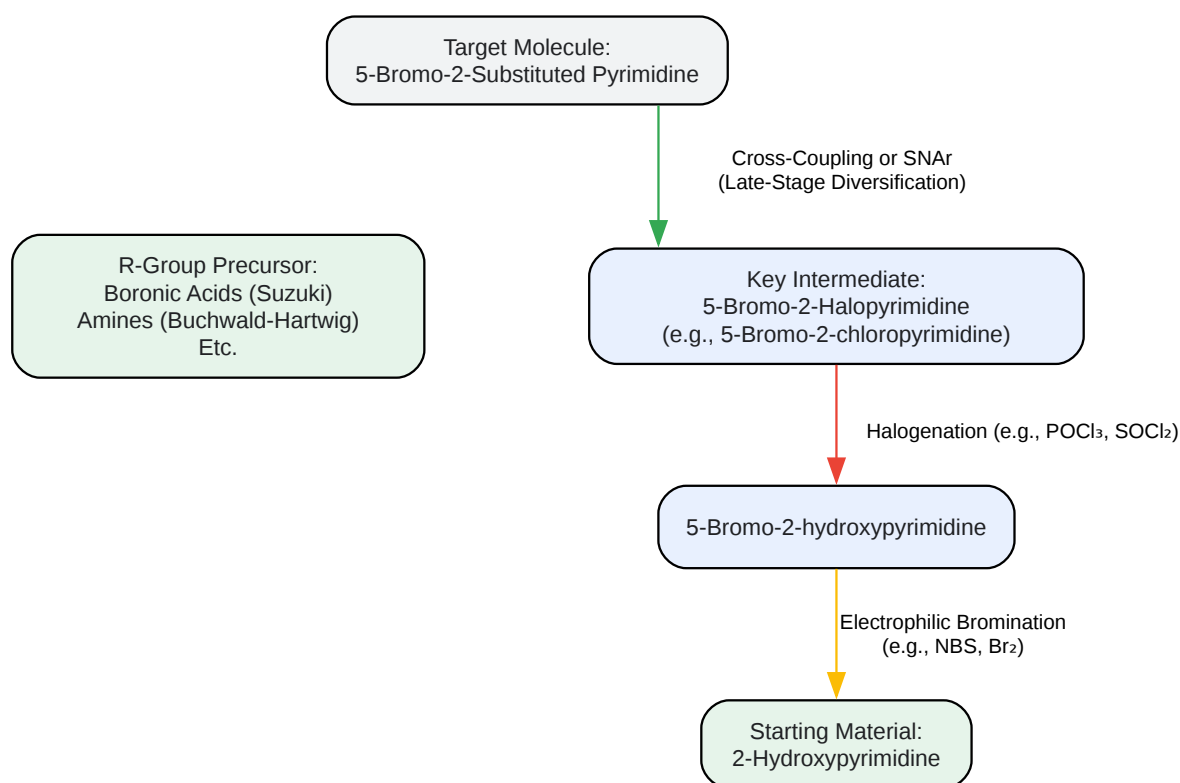 Target Molecule:
5-Bromo-2-Substituted Pyrimidine
Cross-Coupling or SNAr
(Late-Stage Diversification)
R-Group Precursor:
Boronic Acids (Suzuki)
Amines (Buchwald-Hartwig)
Etc.
Key Intermediate:
5-Bromo-2-Halopyrimidine
(e.g., 5-Bromo-2-chloropyrimidine)
Halogenation (e.g., POCl₃, SOCl₂)
5-Bromo-2-hydroxypyrimidine
Electrophilic Bromination
(e.g., NBS, Br₂)
Starting Material:
2-Hydroxypyrimidine